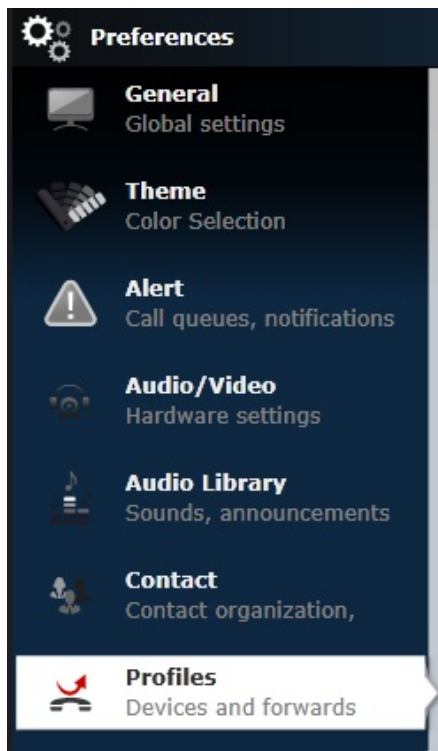 Preferences
General
Global settings
Theme
Color Selection
Alert
Call queues, notifications
Audio/Video
Hardware settings
Audio Library
Sounds, announcements
Contact
Contact organization,
Profiles
Devices and forwards